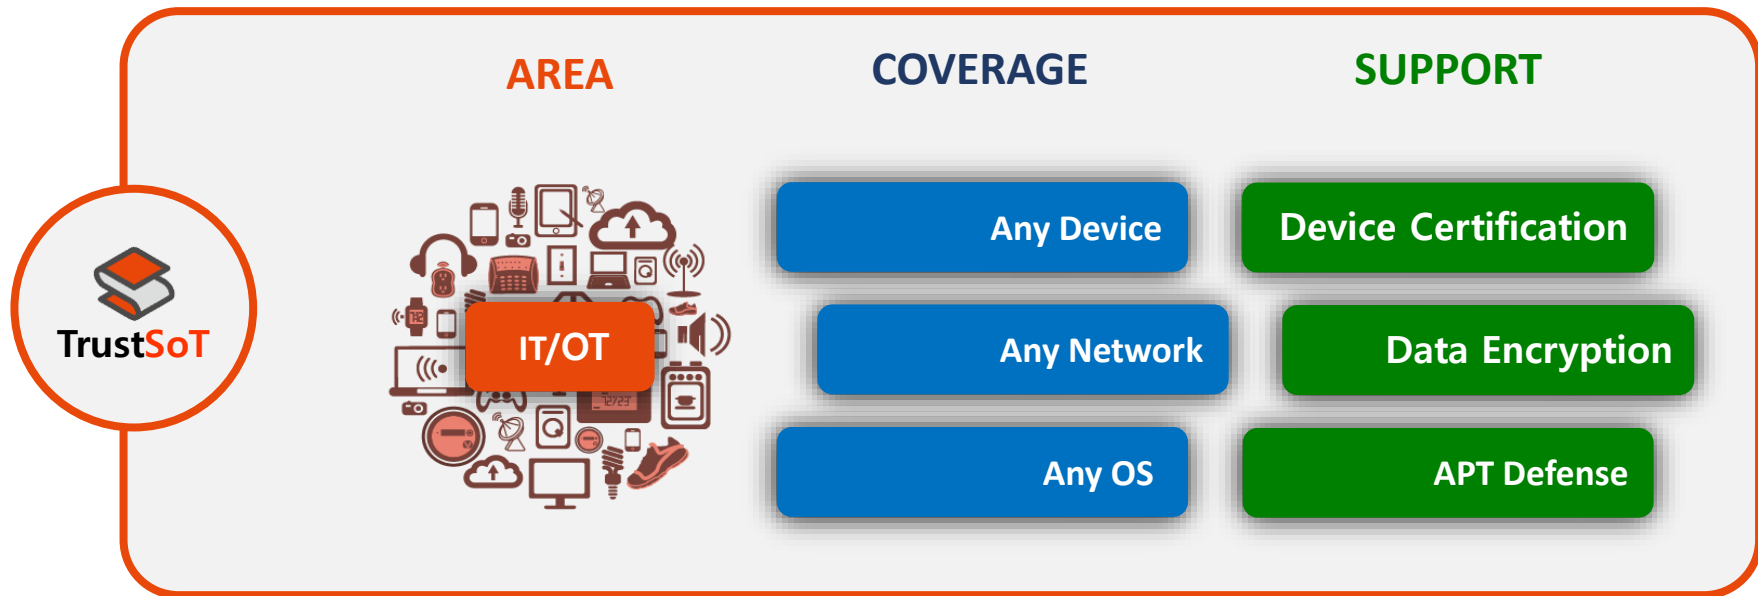 AREA
COVERAGE
SUPPORT
TrustSoT
IT/OT
Any Device
Any Network
Any OS
Device Certification
Data Encryption
APT Defense